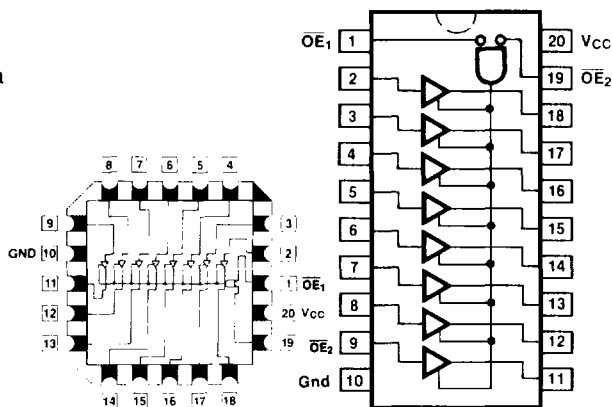 a
8 7 6 5 4
9 3
GND 10 2
11 1 OE1
12 20 VCC
13 OE2 19
14 15 16 17 18
OE1 1 20 VCC
2 19 OE2
3 18
4 17
5 16
6 15
7 14
8 13
9 12
Gnd 10 11